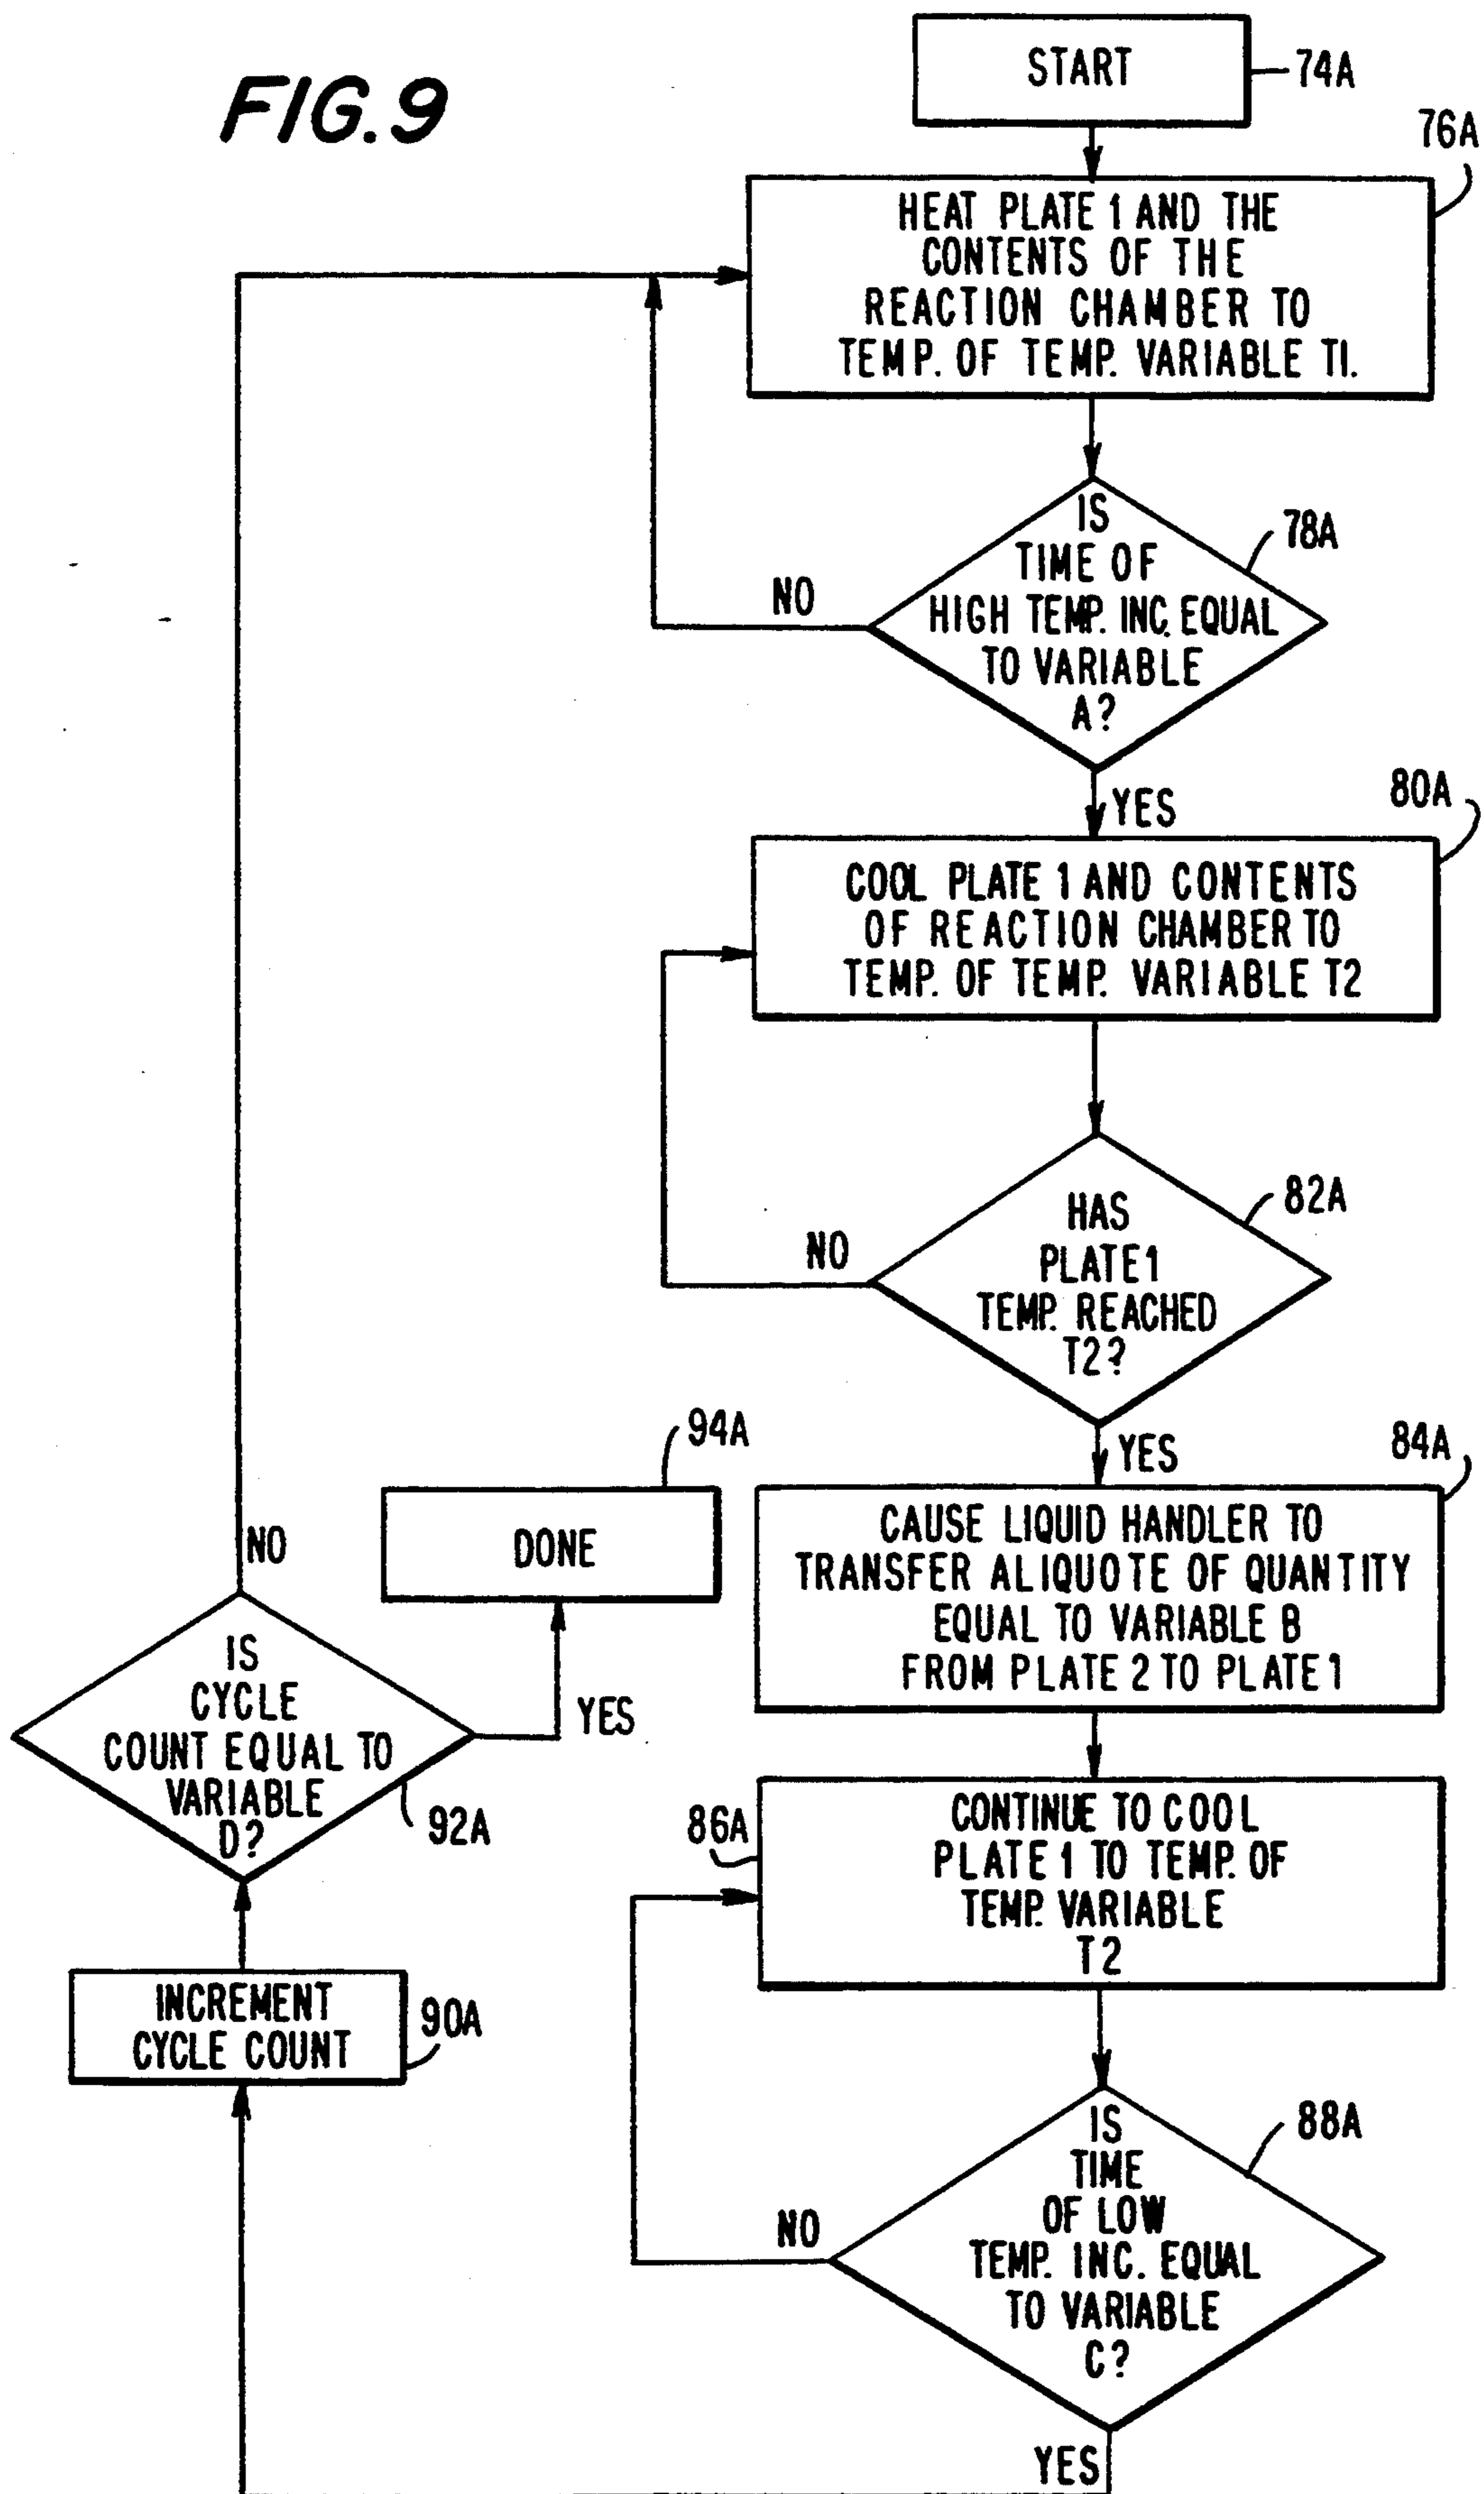 FIG.9
START
74A
76A
HEAT PLATE 1 AND THE
CONTENTS OF THE
REACTION CHAMBER TO
TEMP. OF TEMP. VARIABLE T1.
IS
TIME OF
HIGH TEMP. INC. EQUAL
TO VARIABLE
A?
78A
NO
YES
80A
COOL PLATE 1 AND CONTENTS
OF REACTION CHAMBER TO
TEMP. OF TEMP. VARIABLE T2
HAS
PLATE 1
TEMP. REACHED
T2?
82A
NO
YES
84A
CAUSE LIQUID HANDLER TO
TRANSFER ALIQUOTE OF QUANTITY
EQUAL TO VARIABLE B
FROM PLATE 2 TO PLATE 1
86A
CONTINUE TO COOL
PLATE 1 TO TEMP. OF
TEMP. VARIABLE
T2
IS
TIME
OF LOW
TEMP. INC. EQUAL
TO VARIABLE
C?
88A
NO
YES
INCREMENT
CYCLE COUNT
90A
IS
CYCLE
COUNT EQUAL TO
VARIABLE
D?
92A
NO
YES
DONE
94A